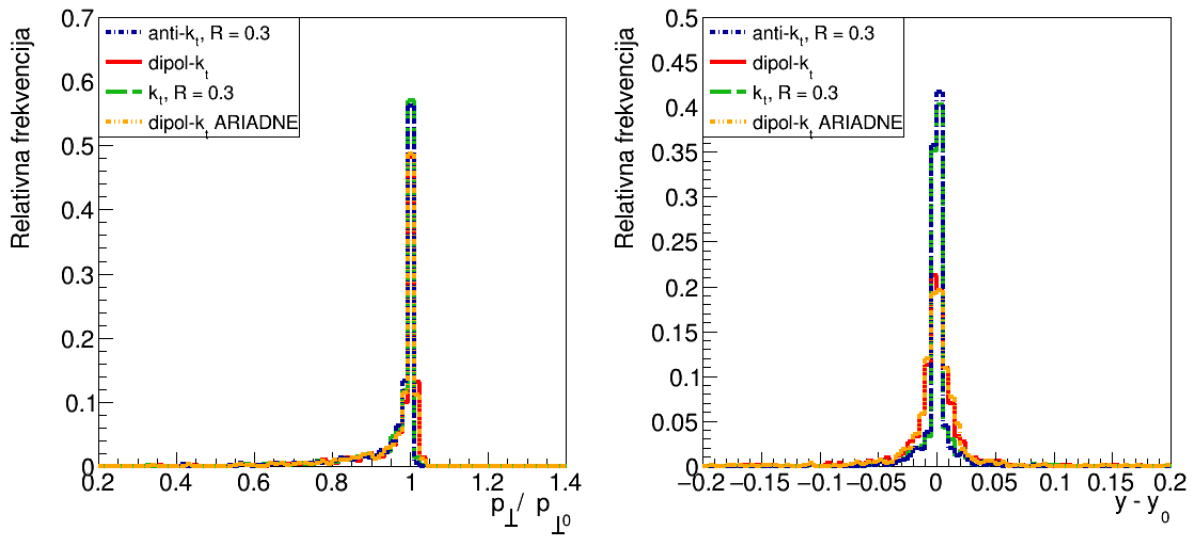 Relativna frekvencija
0.7
0.6
0.5
0.4
0.3
0.2
0.1
0
anti-kₜ, R = 0.3
dipol-kₜ
kₜ, R = 0.3
dipol-kₜ ARIADNE
0.2 0.4 0.6 0.8 1 1.2 1.4
p⊥/ p⊥0
Relativna frekvencija
0.5
0.45
0.4
0.35
0.3
0.25
0.2
0.15
0.1
0.05
0
anti-kₜ, R = 0.3
dipol-kₜ
kₜ, R = 0.3
dipol-kₜ ARIADNE
−0.2 −0.15 −0.1 −0.05 0 0.05 0.1 0.15 0.2
y - y₀